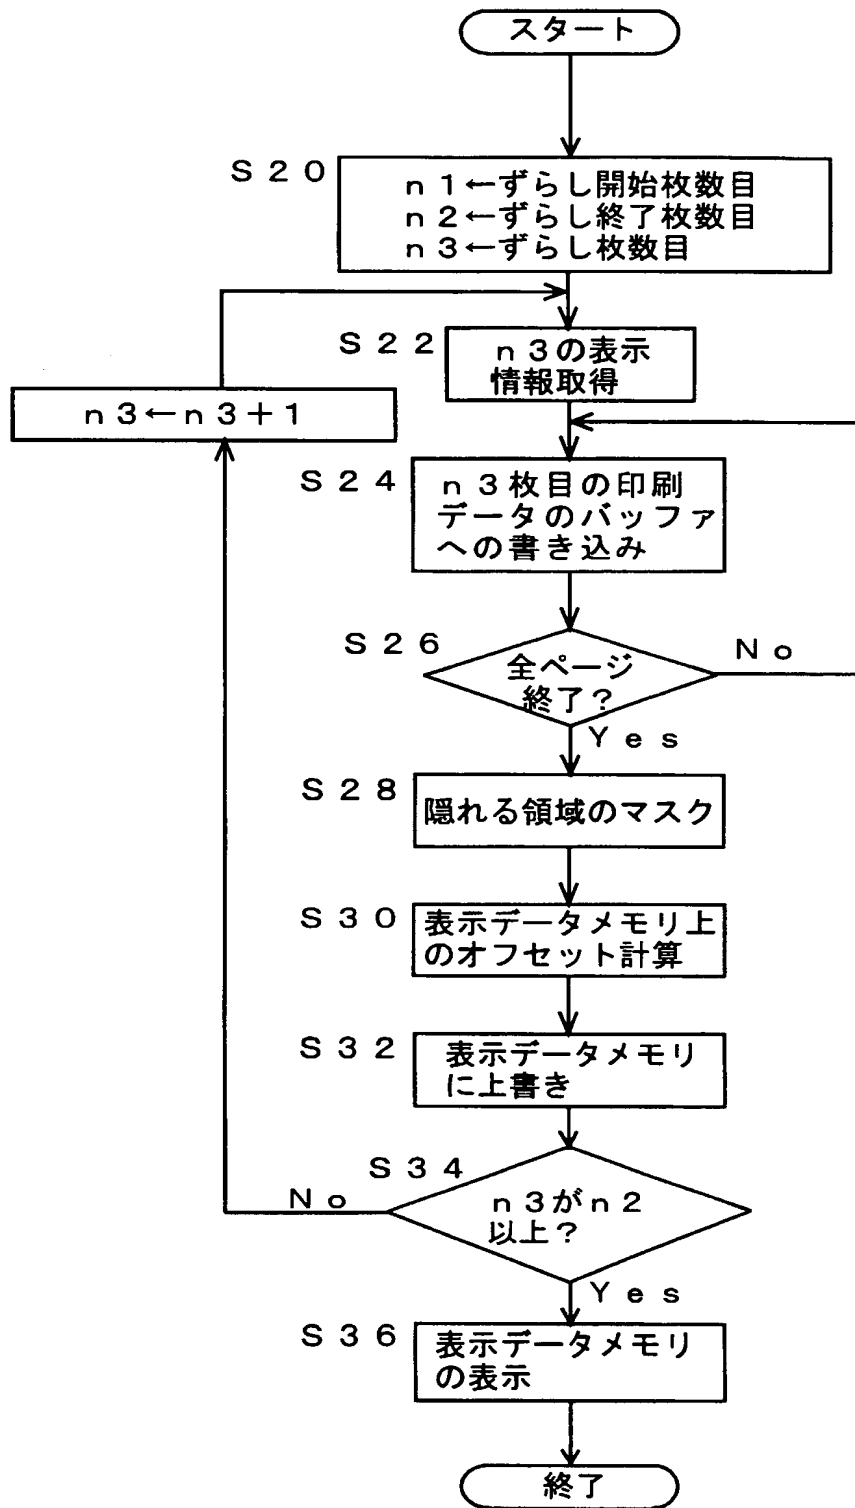 スタート
S20
n1←ずらし開始枚数目
n2←ずらし終了枚数目
n3←ずらし枚数目
S22
n3の表示
情報取得
n3←n3+1
S24
n3枚目の印刷
データのバッファ
への書き込み
S26
全ページ
終了?
No
Yes
S28
隠れる領域のマスク
S30
表示データメモリ上
のオフセット計算
S32
表示データメモリ
に上書き
S34
n3がn2
以上?
No
Yes
S36
表示データメモリ
の表示
終了